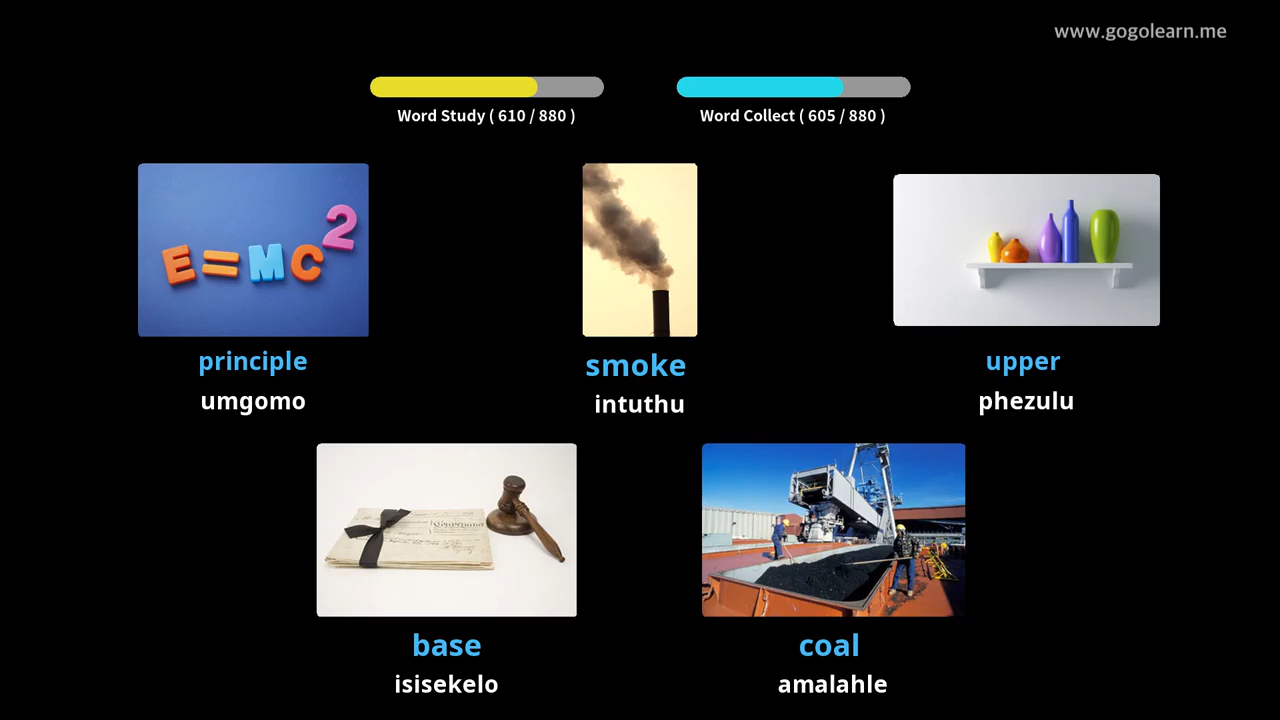 www.gogolearn.me
Word Study ( 610 / 880 )
Word Collect ( 605 / 880 )
E=MC2
principle
umgomo
smoke
intuthu
upper
phezulu
base
isisekelo
coal
amalahle